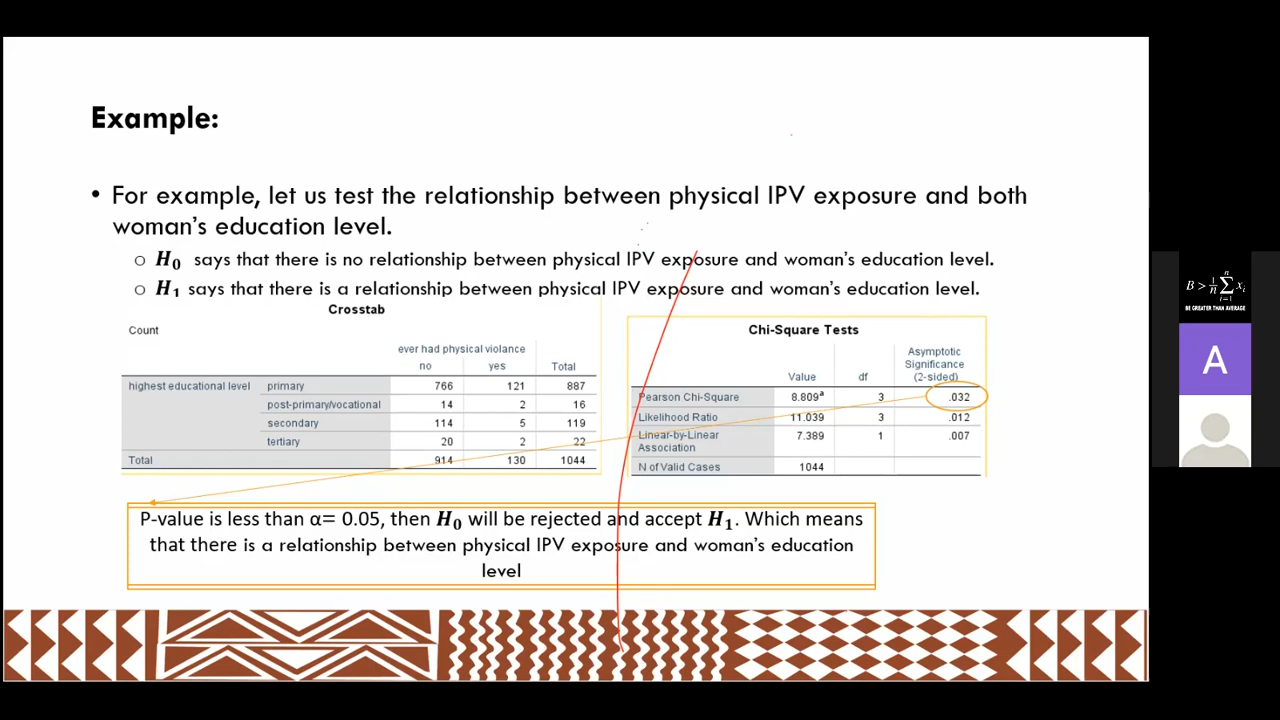 Example:
• For example, let us test the relationship between physical IPV exposure and both
woman's education level.
o H0 says that there is no relationship between physical IPV exposure and woman's education level.
o H1 says that there is a relationship between physical IPV exposure and woman's education level.
Crosstab
Count
ever had physical violance
no yes Total
highest educational level primary 766 121 887
post-primary/vocational 14 2 16
secondary 114 5 119
tertiary 20 2 22
Total 914 130 1044
Chi-Square Tests
Asymptotic
Significance
Value df (2-sided)
Pearson Chi-Square 8.809a 3 .032
Likelihood Ratio 11.039 3 .012
Linear-by-Linear 7.389 1 .007
Association
N of Valid Cases 1044
P-value is less than α= 0.05, then H0 will be rejected and accept H1. Which means
that there is a relationship between physical IPV exposure and woman's education
level
B > 1/n n∑i=1 xi
BE GREATER THAN AVERAGE
A